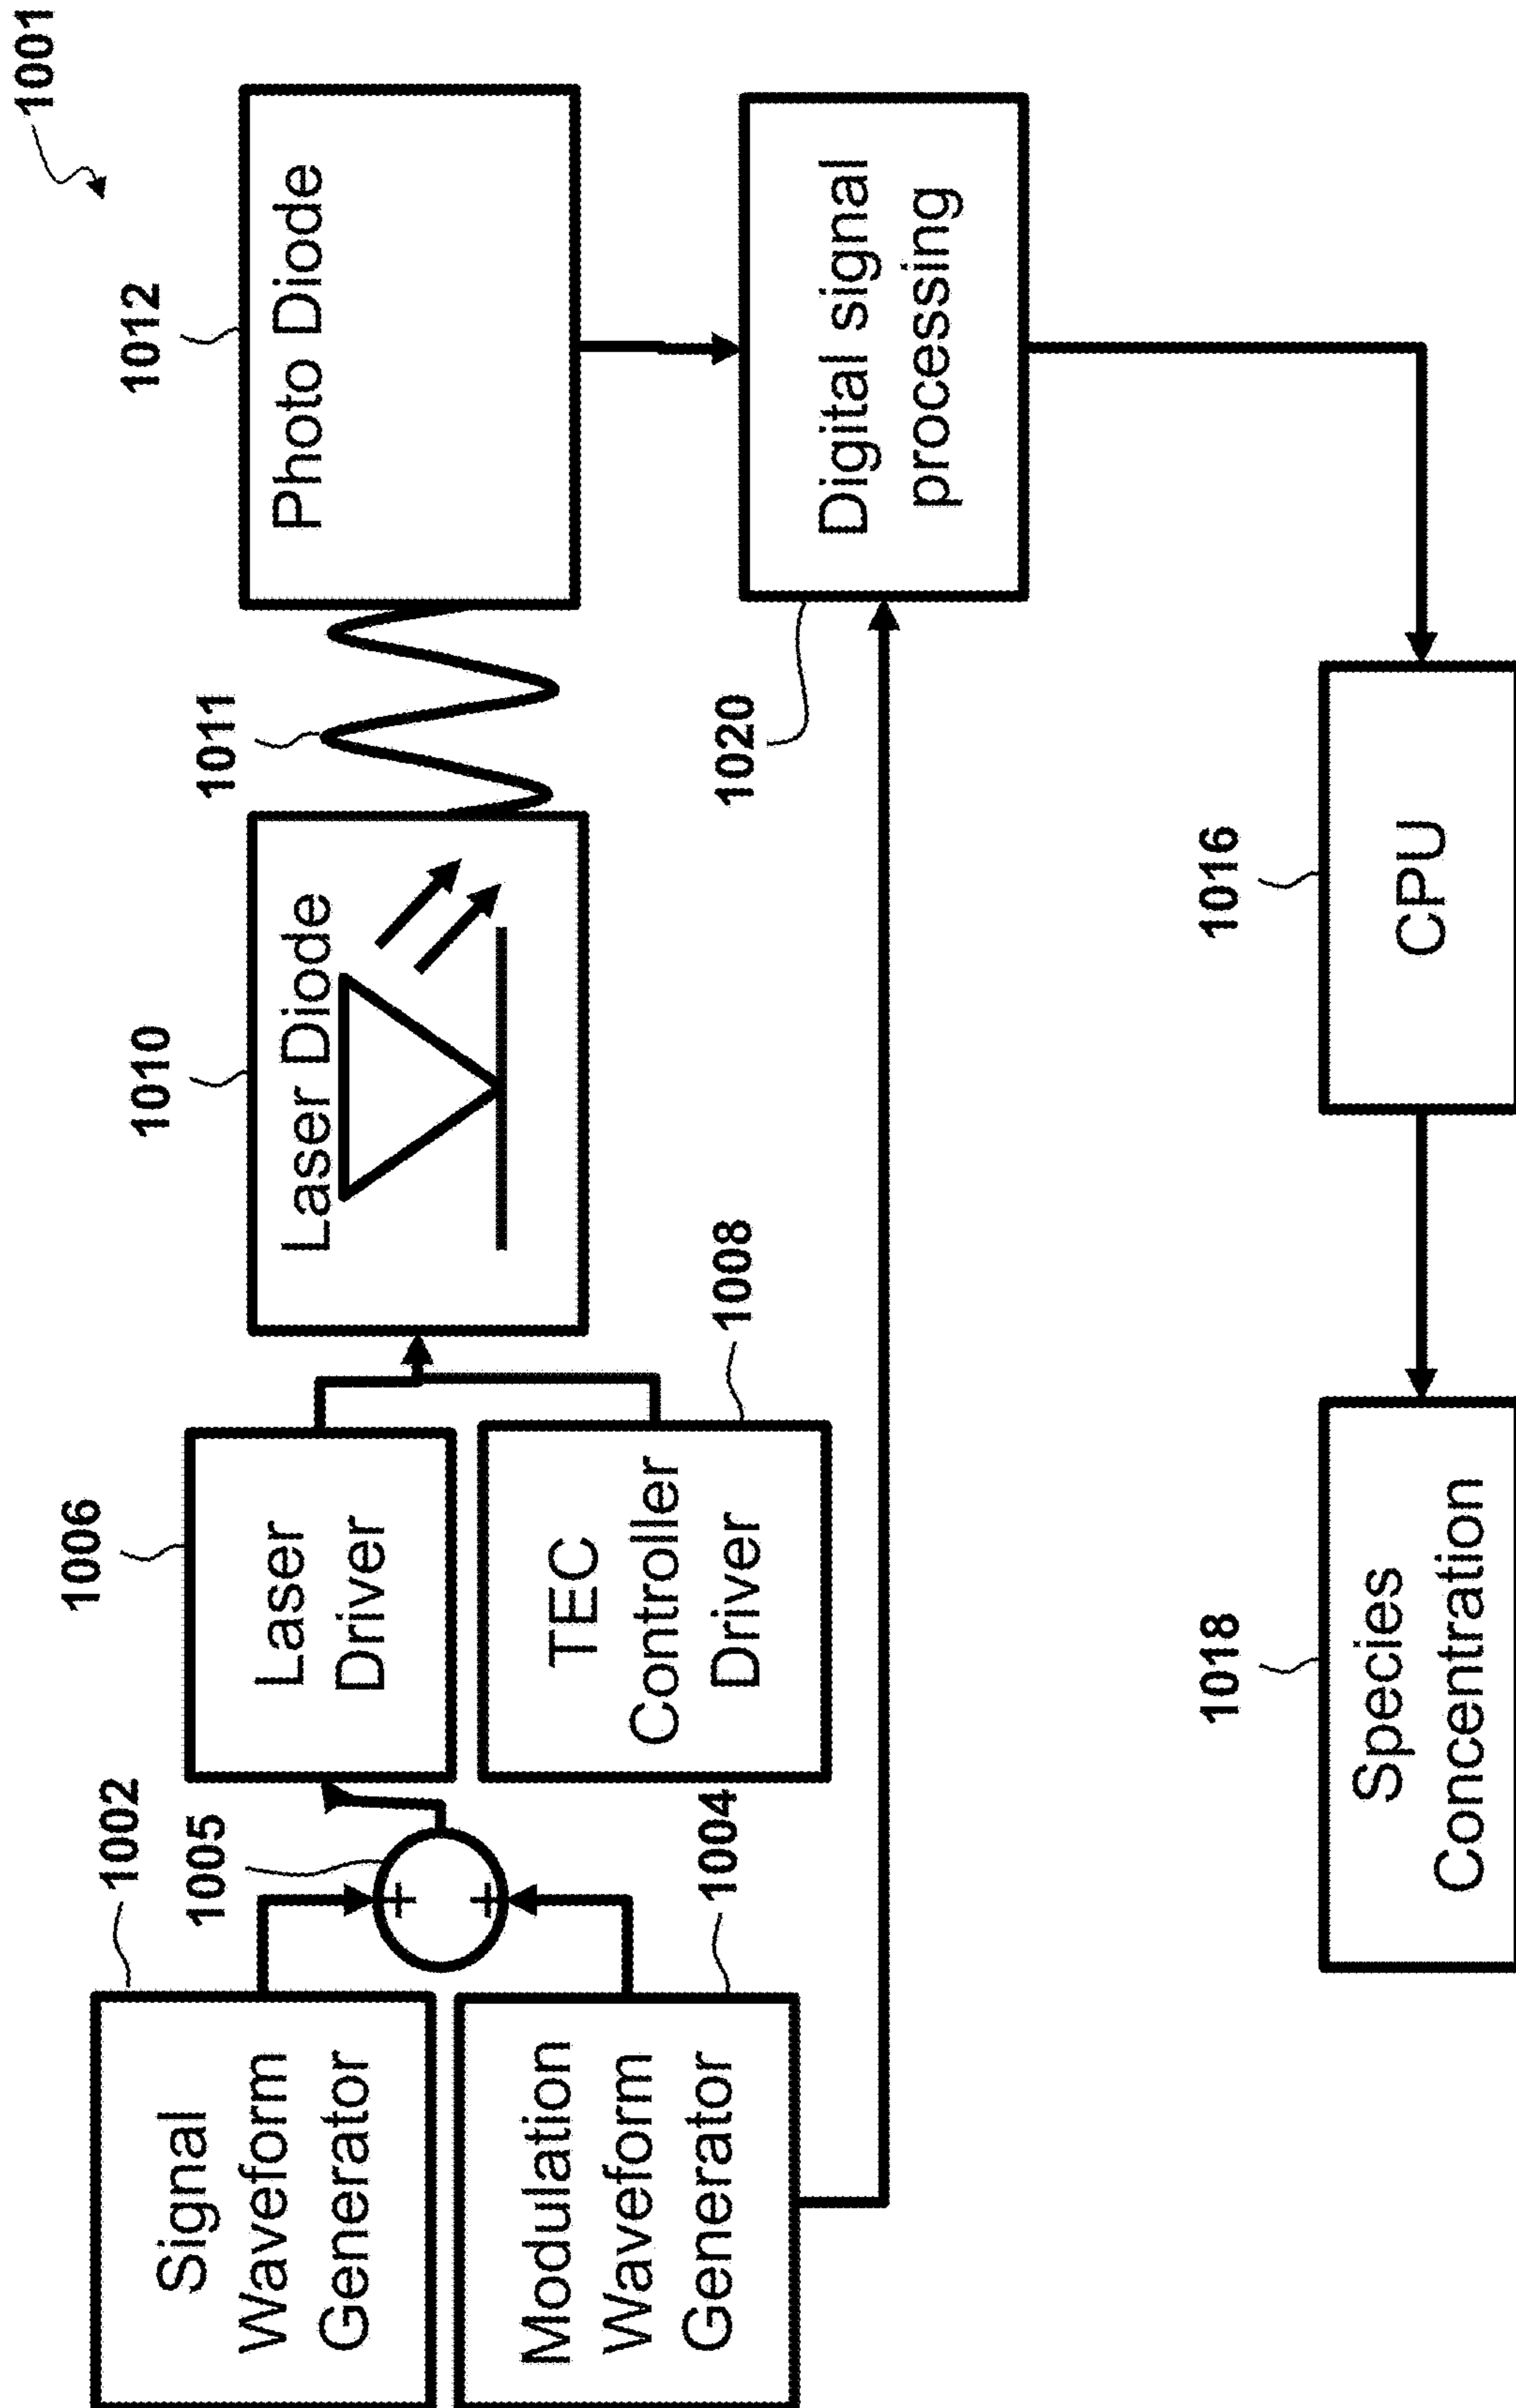 1001
1002
Signal
Waveform
Generator
1004
Modulation
Waveform
Generator
1005
+
+
1006
Laser
Driver
1008
TEC
Controller
Driver
1010
Laser Diode
1011
1012
Photo Diode
1020
Digital signal
processing
1016
CPU
1018
Species
Concentration